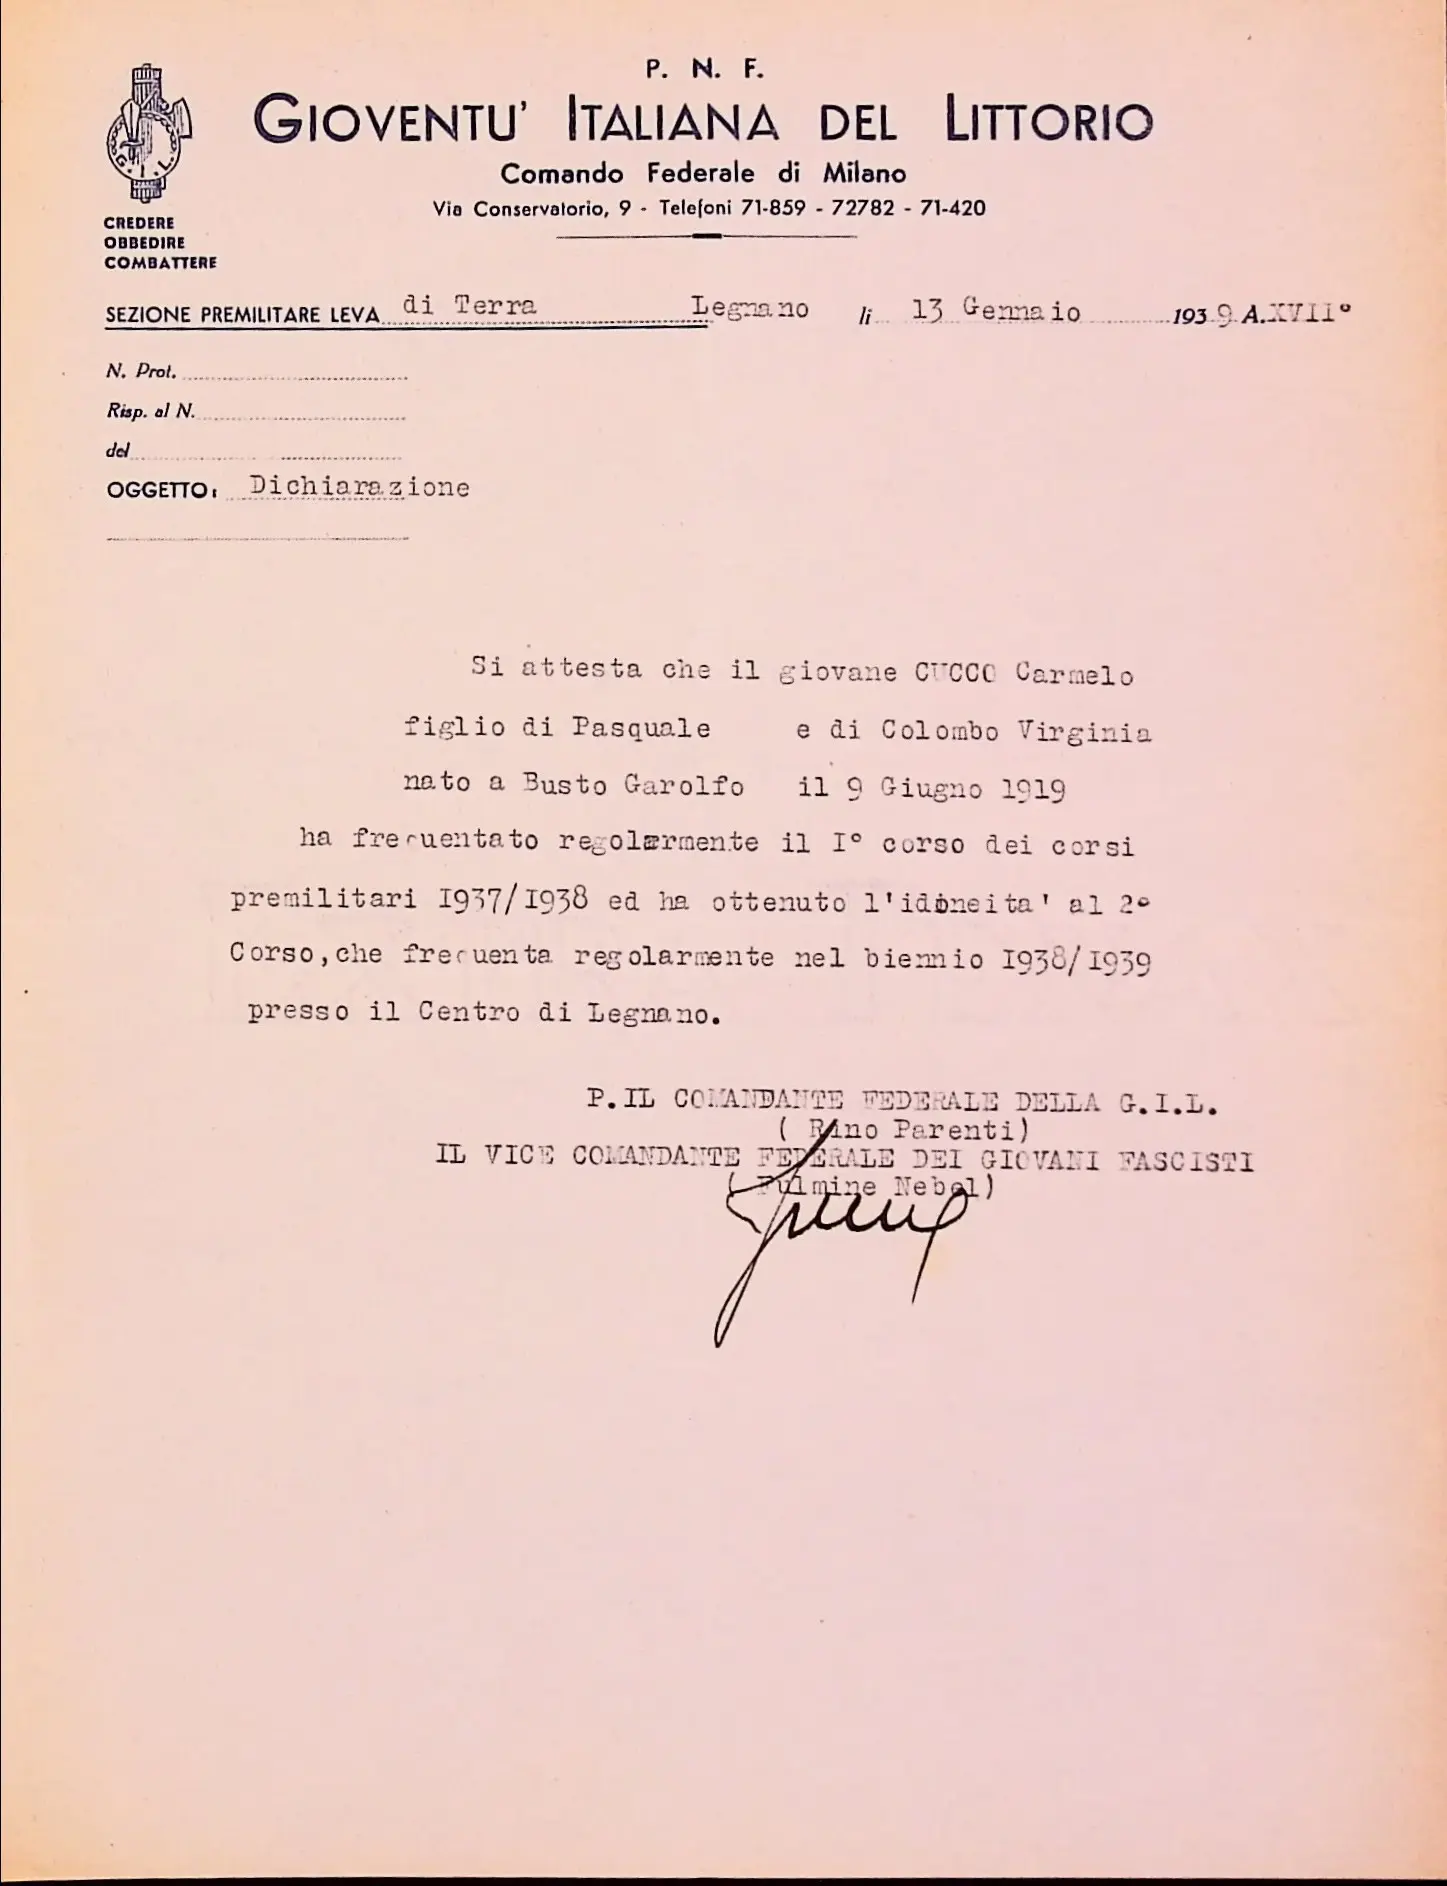 P. N. F.
GIOVENTU' ITALIANA DEL LITTORIO
Comando Federale di Milano
Via Conservatorio, 9 - Telefoni 71-859 - 72782 - 71-420
G.I.L.
CREDERE
OBBEDIRE
COMBATTERE
SEZIONE PREMILITARE LEVA di Terra Legnano li 13 Gennaio 1939 A.XVII°
N. Prot.
Risp. al N.
del
OGGETTO: Dichiarazione
Si attesta che il giovane CUCCO Carmelo
figlio di Pasquale e di Colombo Virginia
nato a Busto Garolfo il 9 Giugno 1919
ha frequentato regolarmente il I° corso dei corsi
premilitari 1937/1938 ed ha ottenuto l'idoneita' al 2°
Corso,che frequenta regolarmente nel biennio 1938/1939
presso il Centro di Legnano.
P.IL COMANDANTE FEDERALE DELLA G.I.L.
( Rino Parenti)
IL VICE COMANDANTE FEDERALE DEI GIOVANI FASCISTI
( Fulmine Nebel)